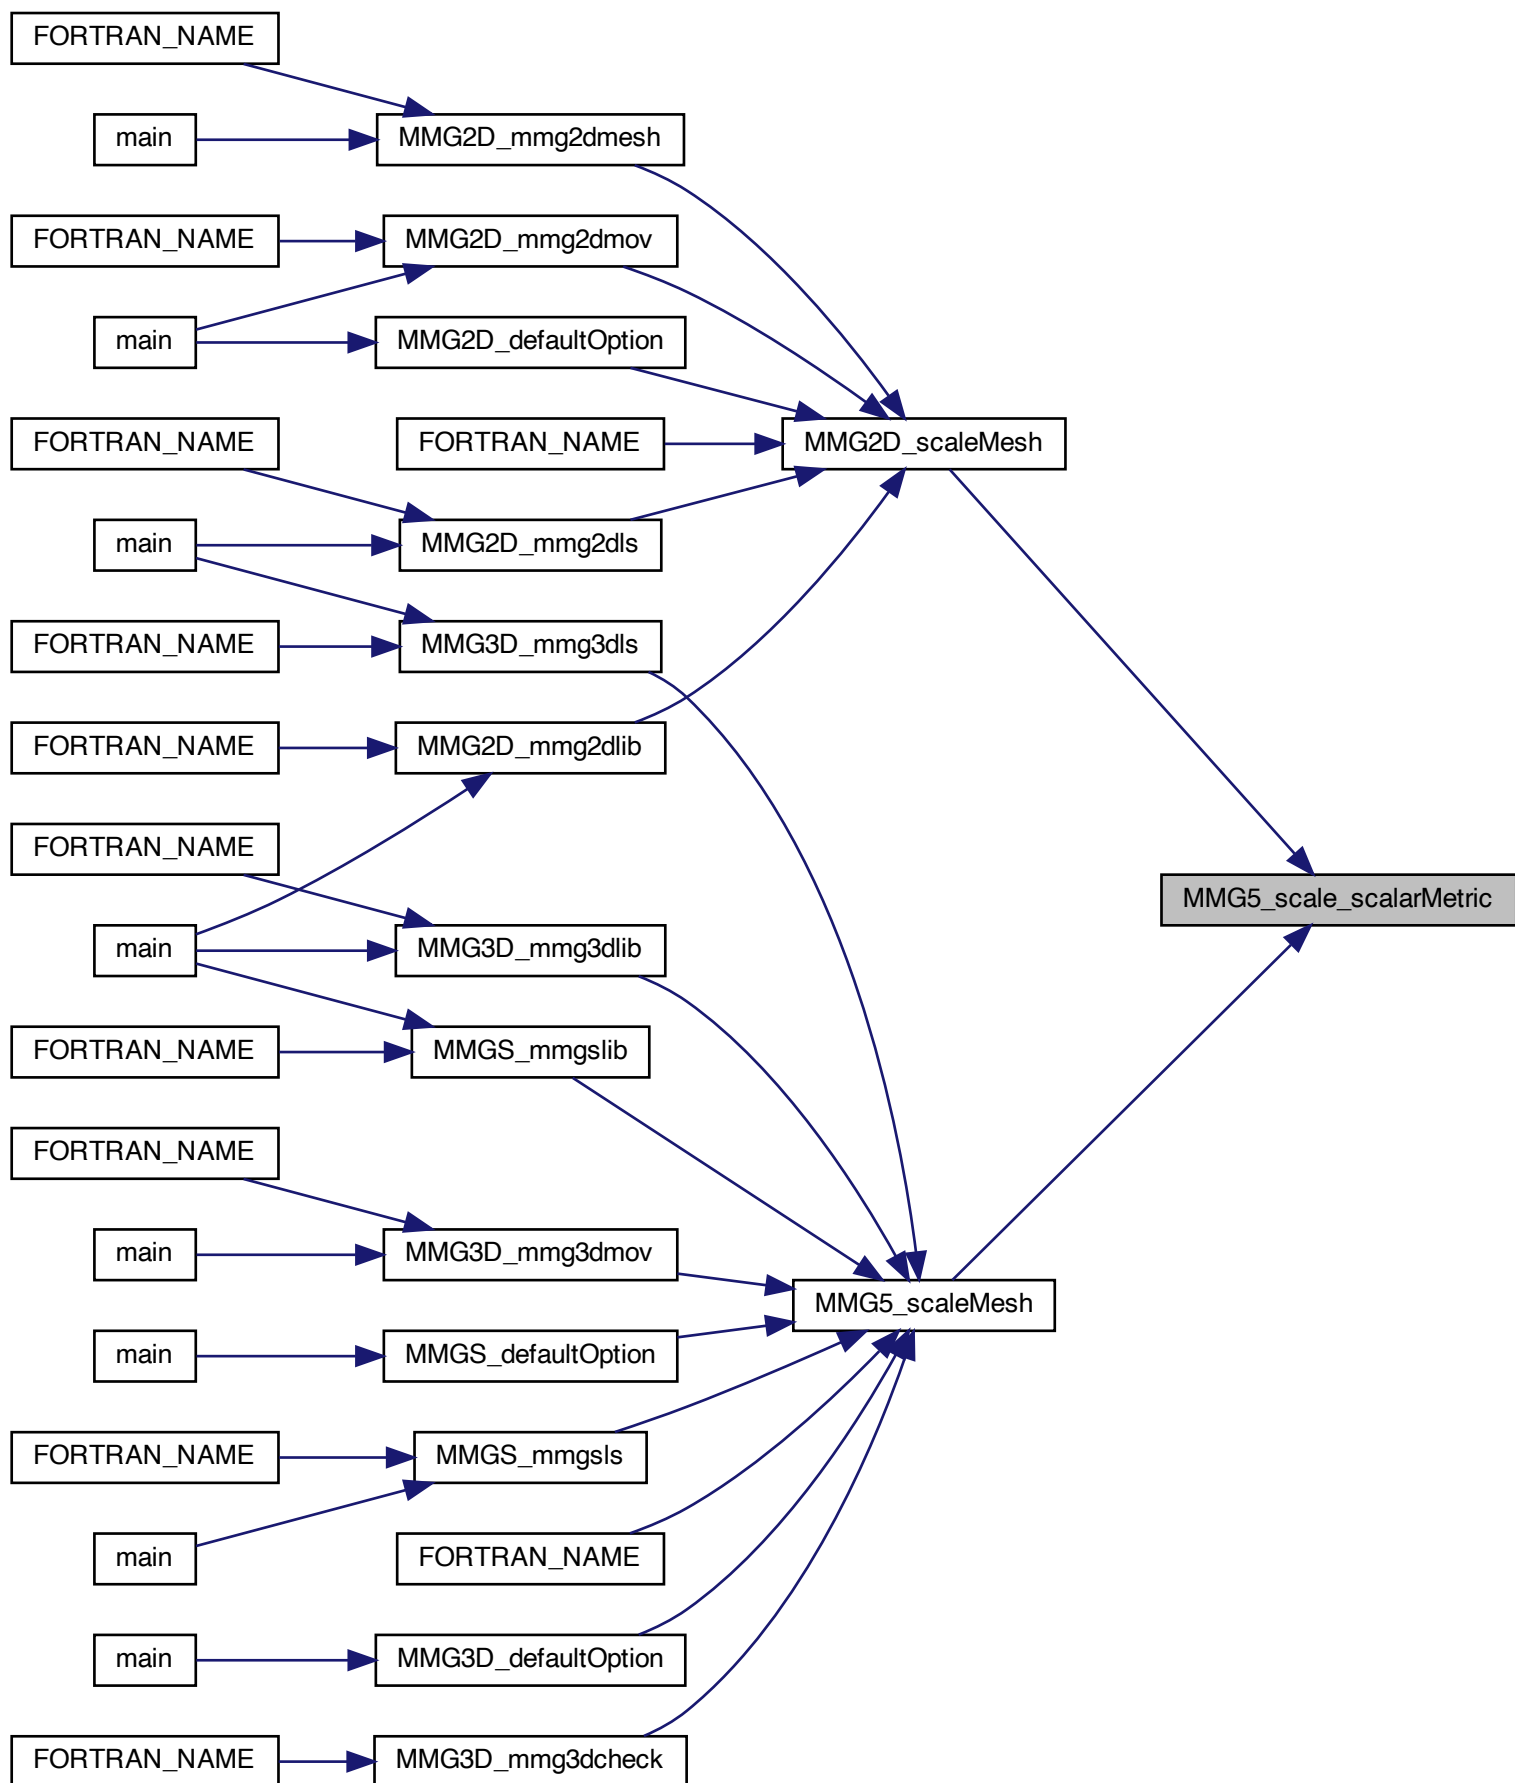 FORTRAN_NAME
main
MMG2D_mmg2dmesh
FORTRAN_NAME
MMG2D_mmg2dmov
main
MMG2D_defaultOption
FORTRAN_NAME
FORTRAN_NAME
MMG2D_scaleMesh
main
MMG2D_mmg2dls
FORTRAN_NAME
MMG3D_mmg3dls
FORTRAN_NAME
MMG2D_mmg2dlib
FORTRAN_NAME
MMG5_scale_scalarMetric
main
MMG3D_mmg3dlib
FORTRAN_NAME
MMGS_mmgslib
FORTRAN_NAME
main
MMG3D_mmg3dmov
MMG5_scaleMesh
main
MMGS_defaultOption
FORTRAN_NAME
MMGS_mmgsls
main
FORTRAN_NAME
main
MMG3D_defaultOption
FORTRAN_NAME
MMG3D_mmg3dcheck